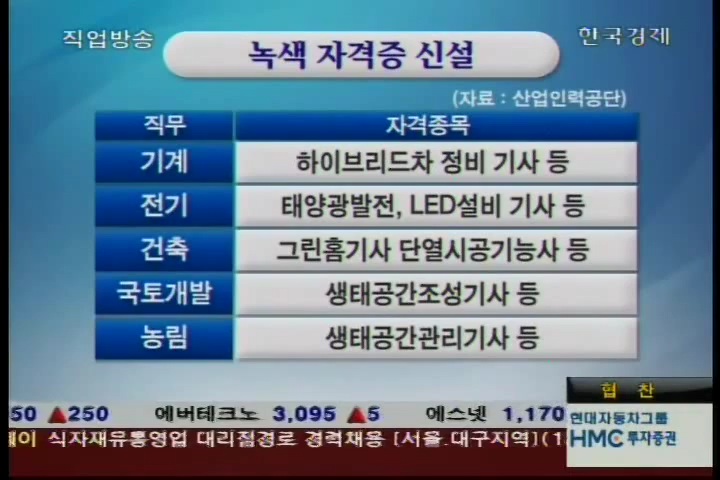 직업방송
한국경제
녹색 자격증 신설
(자료 : 산업인력공단)
직무 자격종목
기계 하이브리드차 정비 기사 등
전기 태양광발전, LED설비 기사 등
건축 그린홈기사 단열시공기능사 등
국토개발 생태공간조성기사 등
농림 생태공간관리기사 등
협 찬
50 ▲250 에버테크노 3,095 ▲5 에스넷 1,170
현대자동차그룹
HMC 투자증권
식자재유통영업 대리점경로 경력채용 [서울.대구지역]